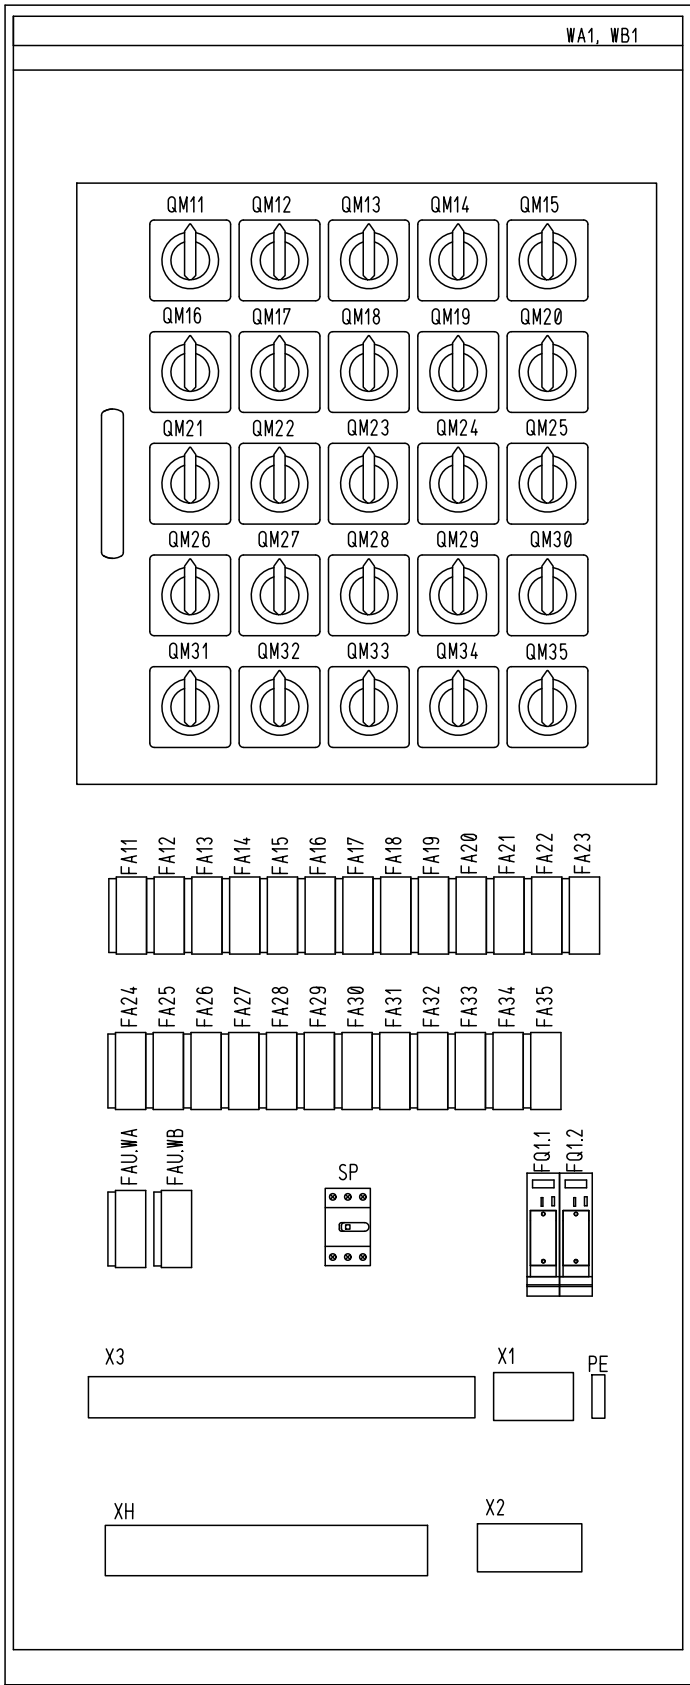 WA1, WB1
QM11 QM12 QM13 QM14 QM15
QM16 QM17 QM18 QM19 QM20
QM21 QM22 QM23 QM24 QM25
QM26 QM27 QM28 QM29 QM30
QM31 QM32 QM33 QM34 QM35
FA11 FA12 FA13 FA14 FA15 FA16 FA17 FA18 FA19 FA20 FA21 FA22 FA23
FA24 FA25 FA26 FA27 FA28 FA29 FA30 FA31 FA32 FA33 FA34 FA35
FAU.WA FAU.WB SP FQ1.1 FQ1.2
X3 X1 PE
XH X2